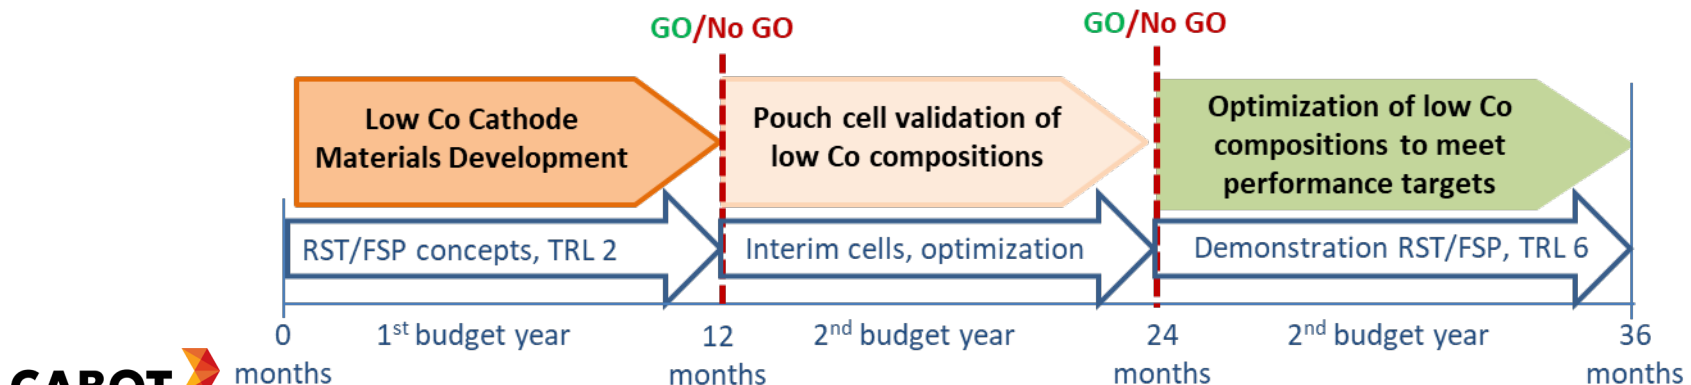 GO/No GO
GO/No GO
Low Co Cathode
Materials Development
Pouch cell validation of
low Co compositions
Optimization of low Co
compositions to meet
performance targets
RST/FSP concepts, TRL 2
Interim cells, optimization
Demonstration RST/FSP, TRL 6
0
months
1st budget year
12
months
2nd budget year
24
months
2nd budget year
36
months
CABOT